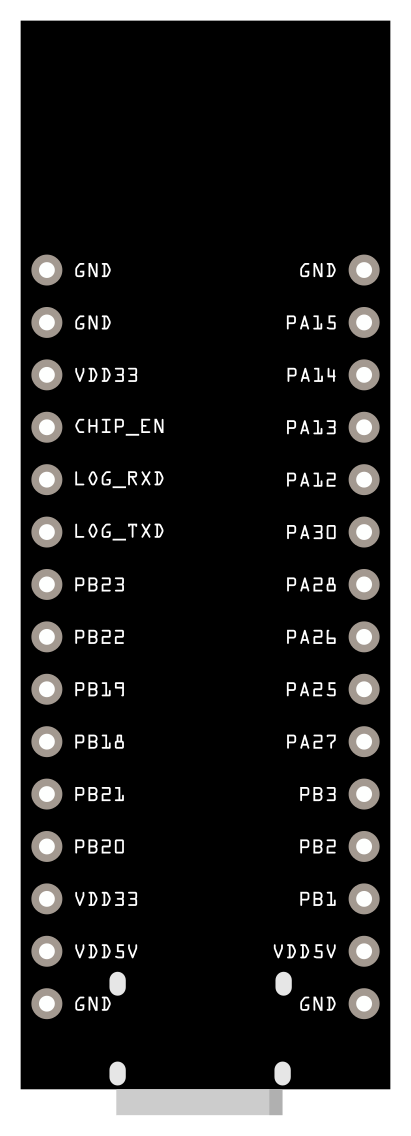 GND GND
GND PA15
VDD33 PA14
CHIP_EN PA13
LOG_RXD PA12
LOG_TXD PA30
PB23 PA28
PB22 PA26
PB19 PA25
PB18 PA27
PB21 PB3
PB20 PB2
VDD33 PB1
VDD5V VDD5V
GND GND